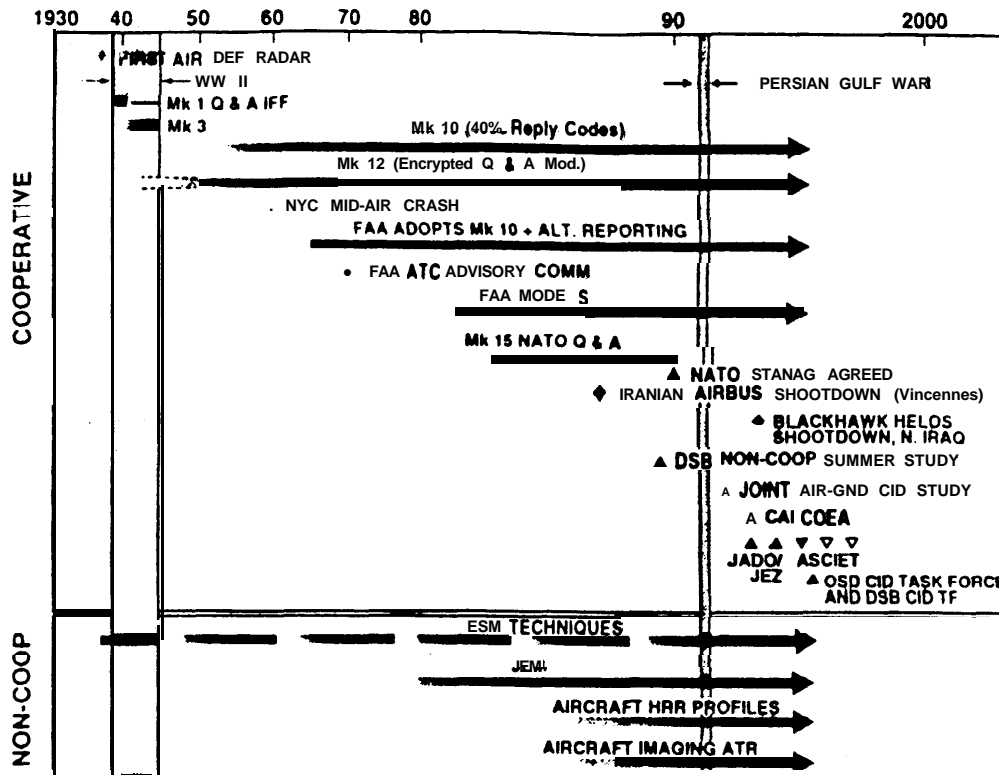 1930 40 50 60 70 80 90 2000
FIRST AIR DEF RADAR
WW II
PERSIAN GULF WAR
Mk 1 Q & A IFF
Mk 3
Mk 10 (40% Reply Codes)
Mk 12 (Encrypted Q & A Mod.)
NYC MID-AIR CRASH
FAA ADOPTS Mk 10 + ALT. REPORTING
FAA ATC ADVISORY COMM
FAA MODE S
Mk 15 NATO Q & A
NATO STANAG AGREED
IRANIAN AIRBUS SHOOTDOWN (Vincennes)
BLACKHAWK HELOS
SHOOTDOWN, N. IRAQ
DSB NON-COOP SUMMER STUDY
A JOINT AIR-GND CID STUDY
A CAI COEA
JADO/ ASCIET
JEZ
OSD CID TASK FORCE
AND DSB CID TF
COOPERATIVE
ESM TECHNIQUES
JEM
AIRCRAFT HRR PROFILES
AIRCRAFT IMAGING ATR
NON-COOP